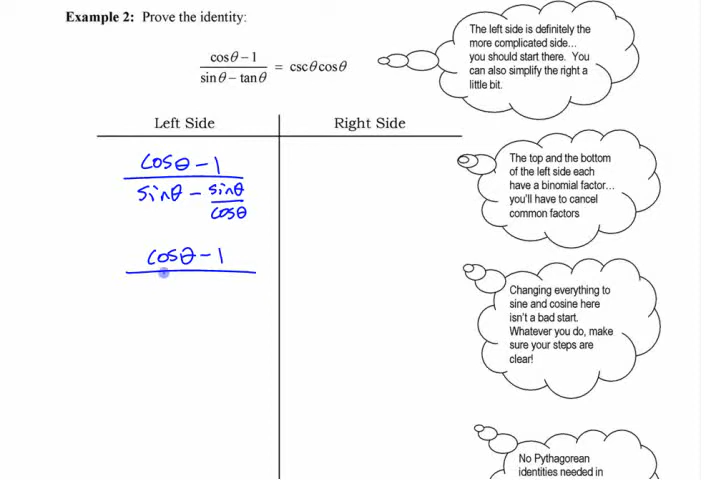 Example 2: Prove the identity:
cosθ − 1
sinθ − tanθ
= cscθcosθ
The left side is definitely the
more complicated side…
you should start there. You
can also simplify the right a
little bit.
Left Side
Right Side
cosθ − 1
sinθ − sinθ
cosθ
cosθ − 1
The top and the bottom
of the left side each
have a binomial factor…
you'll have to cancel
common factors
Changing everything to
sine and cosine here
isn't a bad start.
Whatever you do, make
sure your steps are
clear!
No Pythagorean
identities needed in